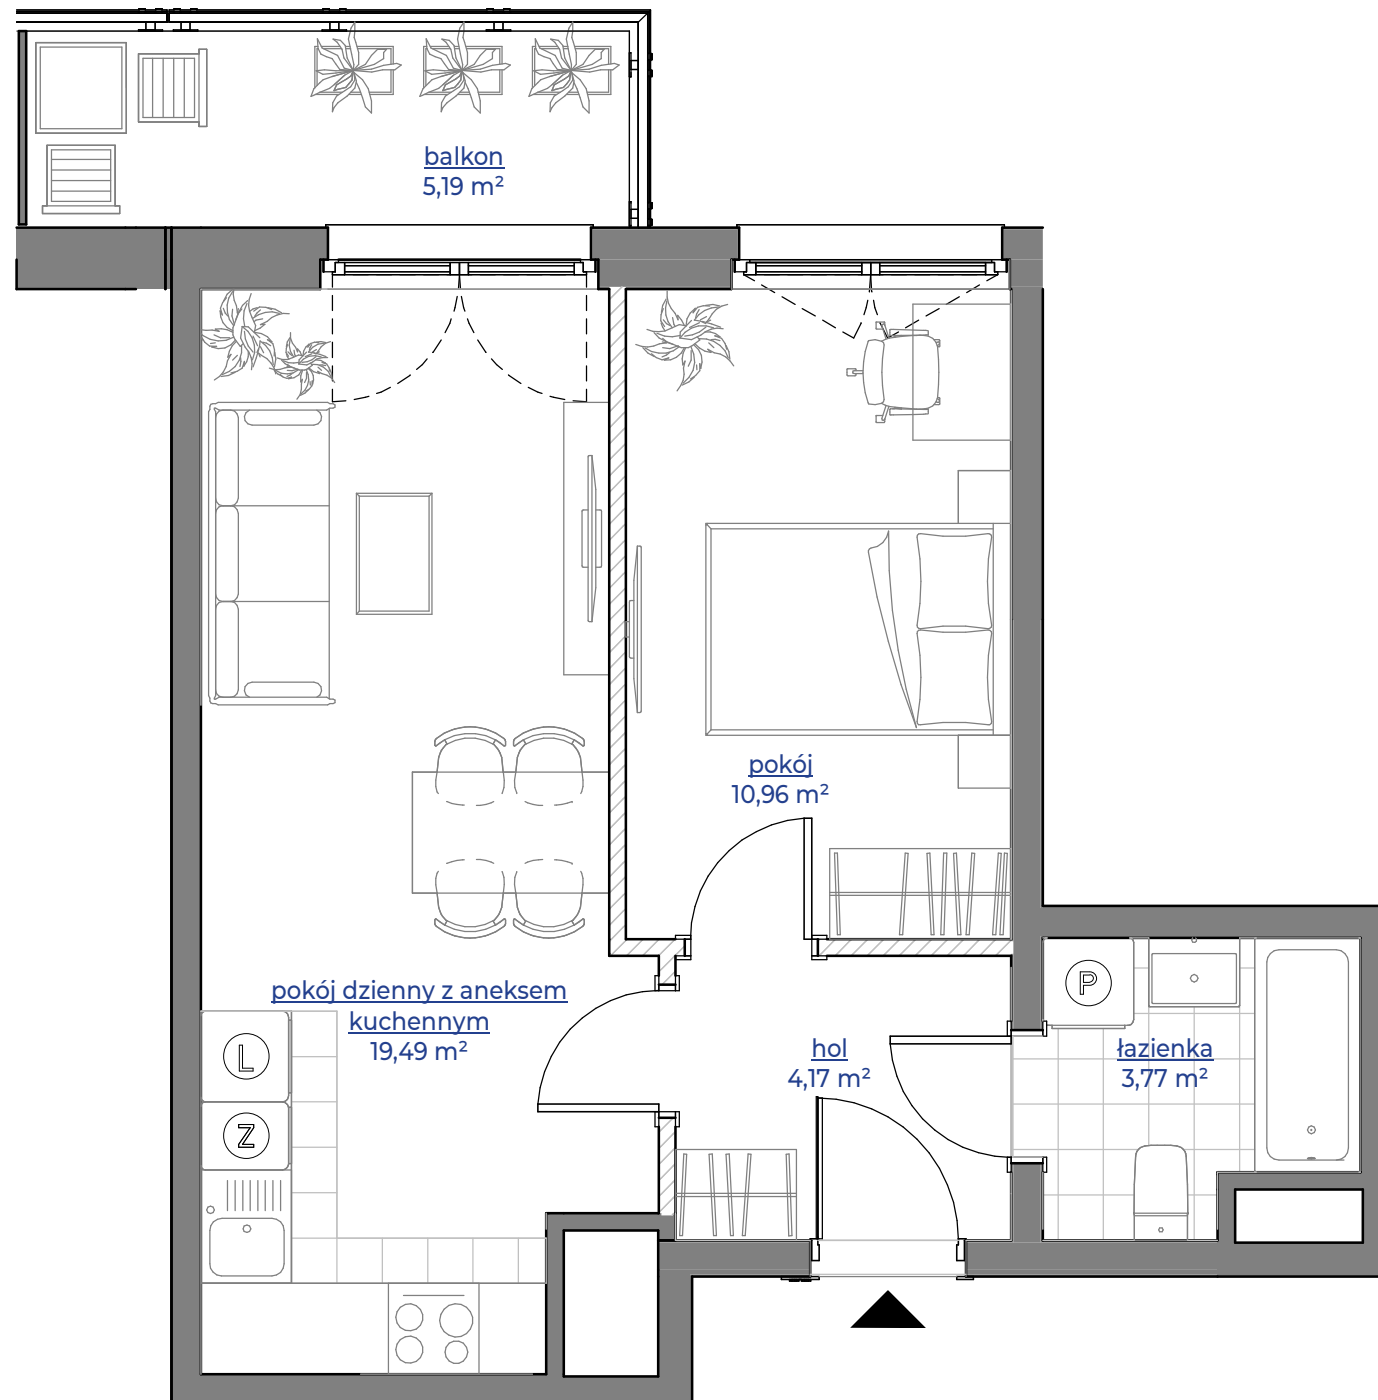 balkon
5,19 m²
pokój
10,96 m²
pokój dzienny z aneksem
kuchennym
19,49 m²
L
Z
hol
4,17 m²
P
łazienka
3,77 m²